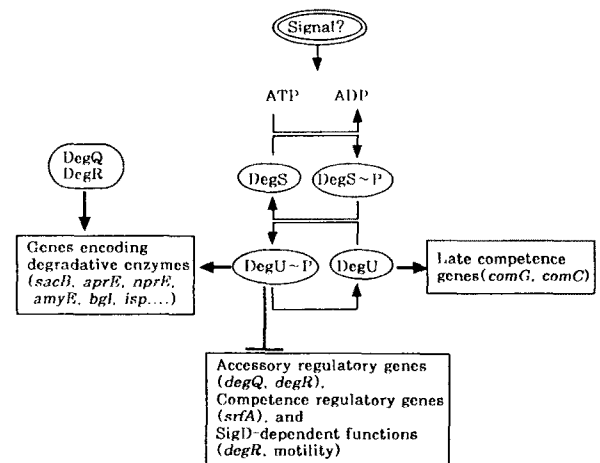 Signal?
ATP ADP
DegQ
DegR
DegS DegS~P
Genes encoding
degradative enzymes
(sacB, aprE, nprE,
amyE, bgl, isp....)
DegU~P DegU
Late competence
genes(comG, comC)
Accessory regulatory genes
(degQ, degR),
Competence regulatory genes
(srfA), and
SigD-dependent functions
(degR, motility)